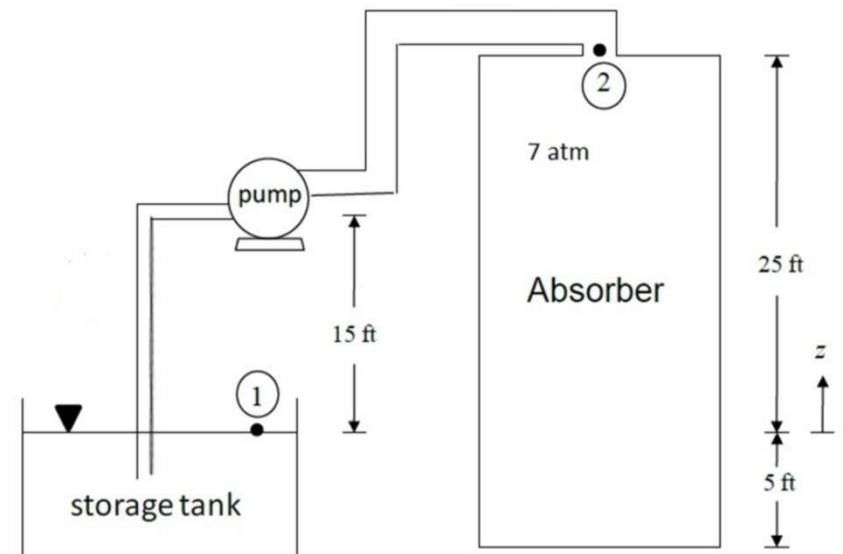 2
7 atm
pump
25 ft
Absorber
15 ft
z
1
5 ft
storage tank